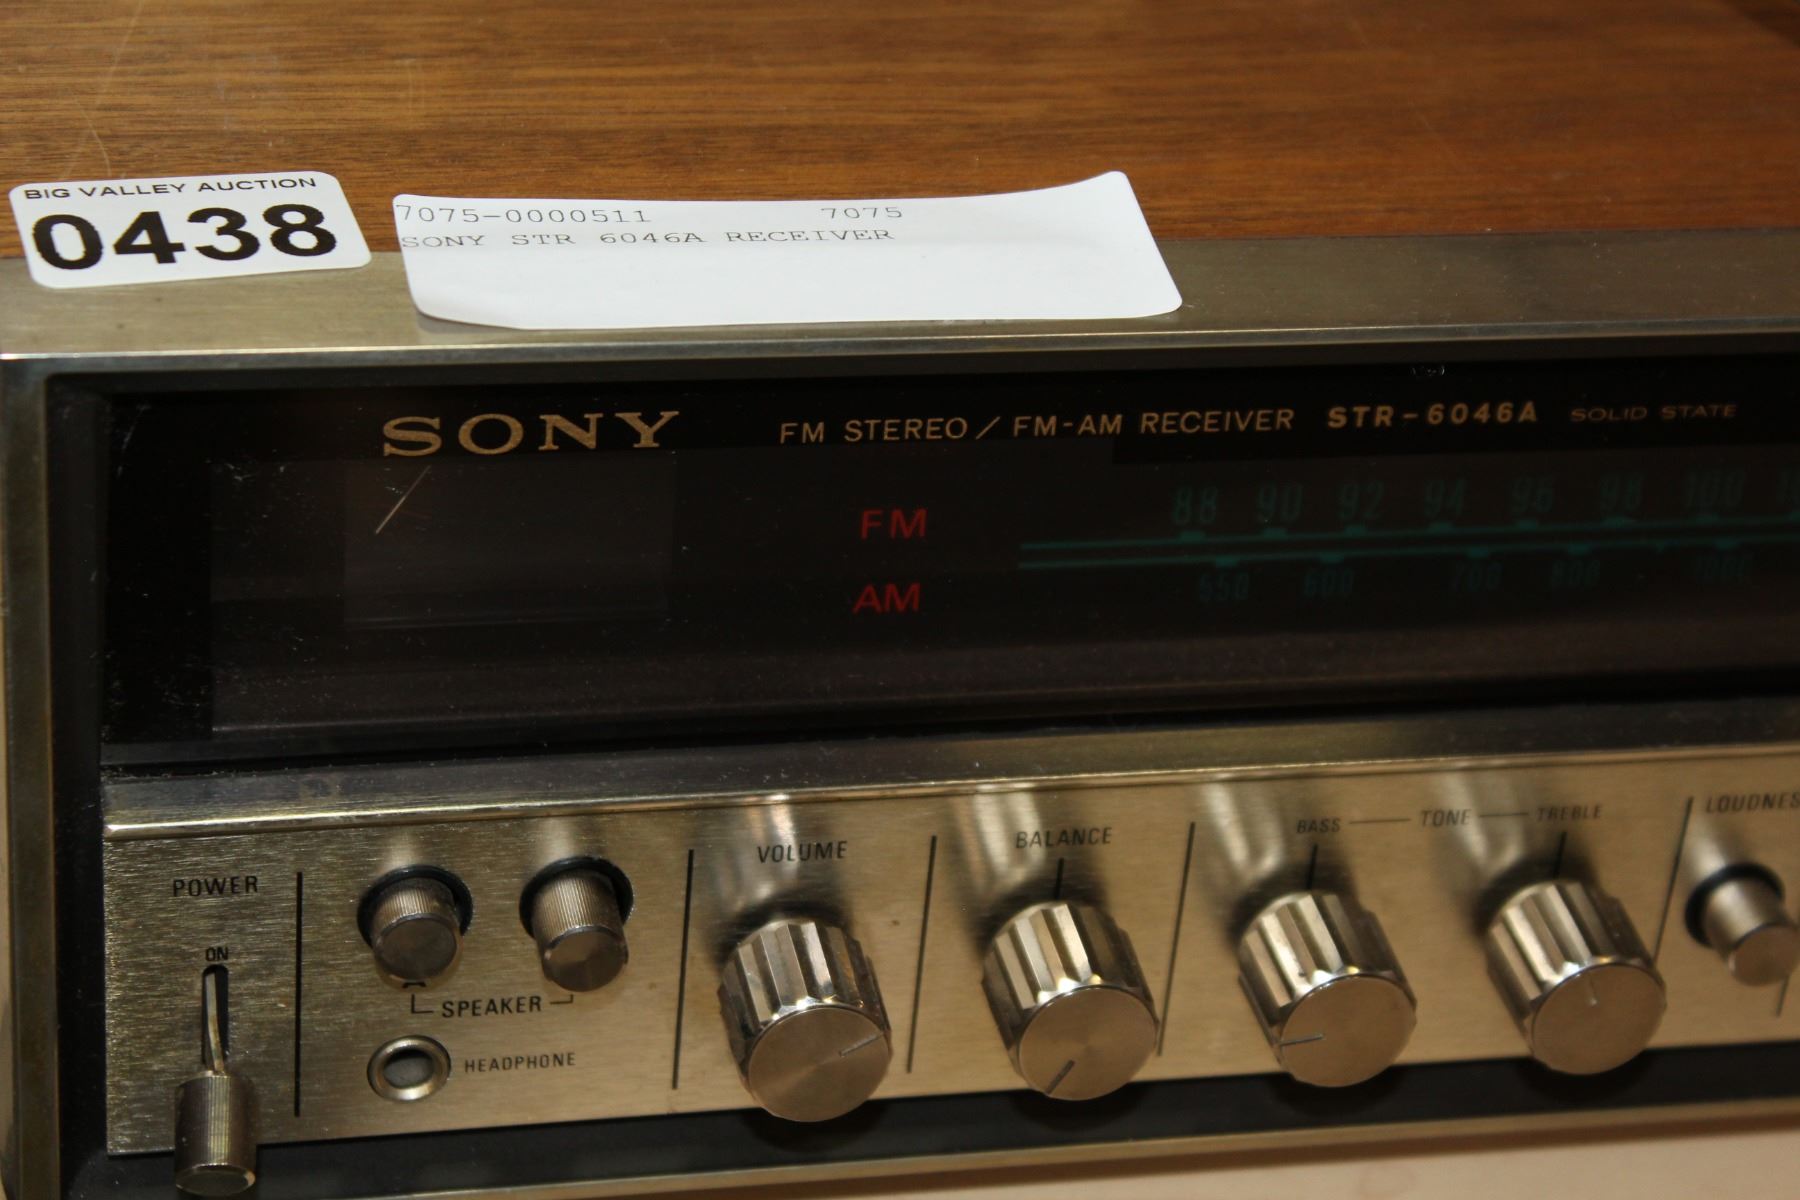 BIG VALLEY AUCTION
0438
7075-0000511 7075
SONY STR 6046A RECEIVER
SONY FM STEREO / FM-AM RECEIVER STR-6046A SOLID STATE
88 90 92 94 96 98 100
FM
AM
550 600 700 800 1000
POWER
ON
A
SPEAKER
HEADPHONE
VOLUME
BALANCE
BASS TONE TREBLE
LOUDNES